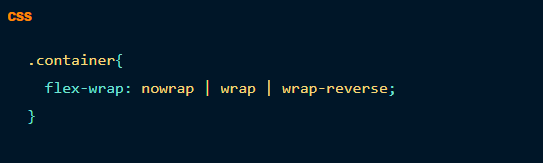 CSS
.container{
flex-wrap: nowrap | wrap | wrap-reverse;
}